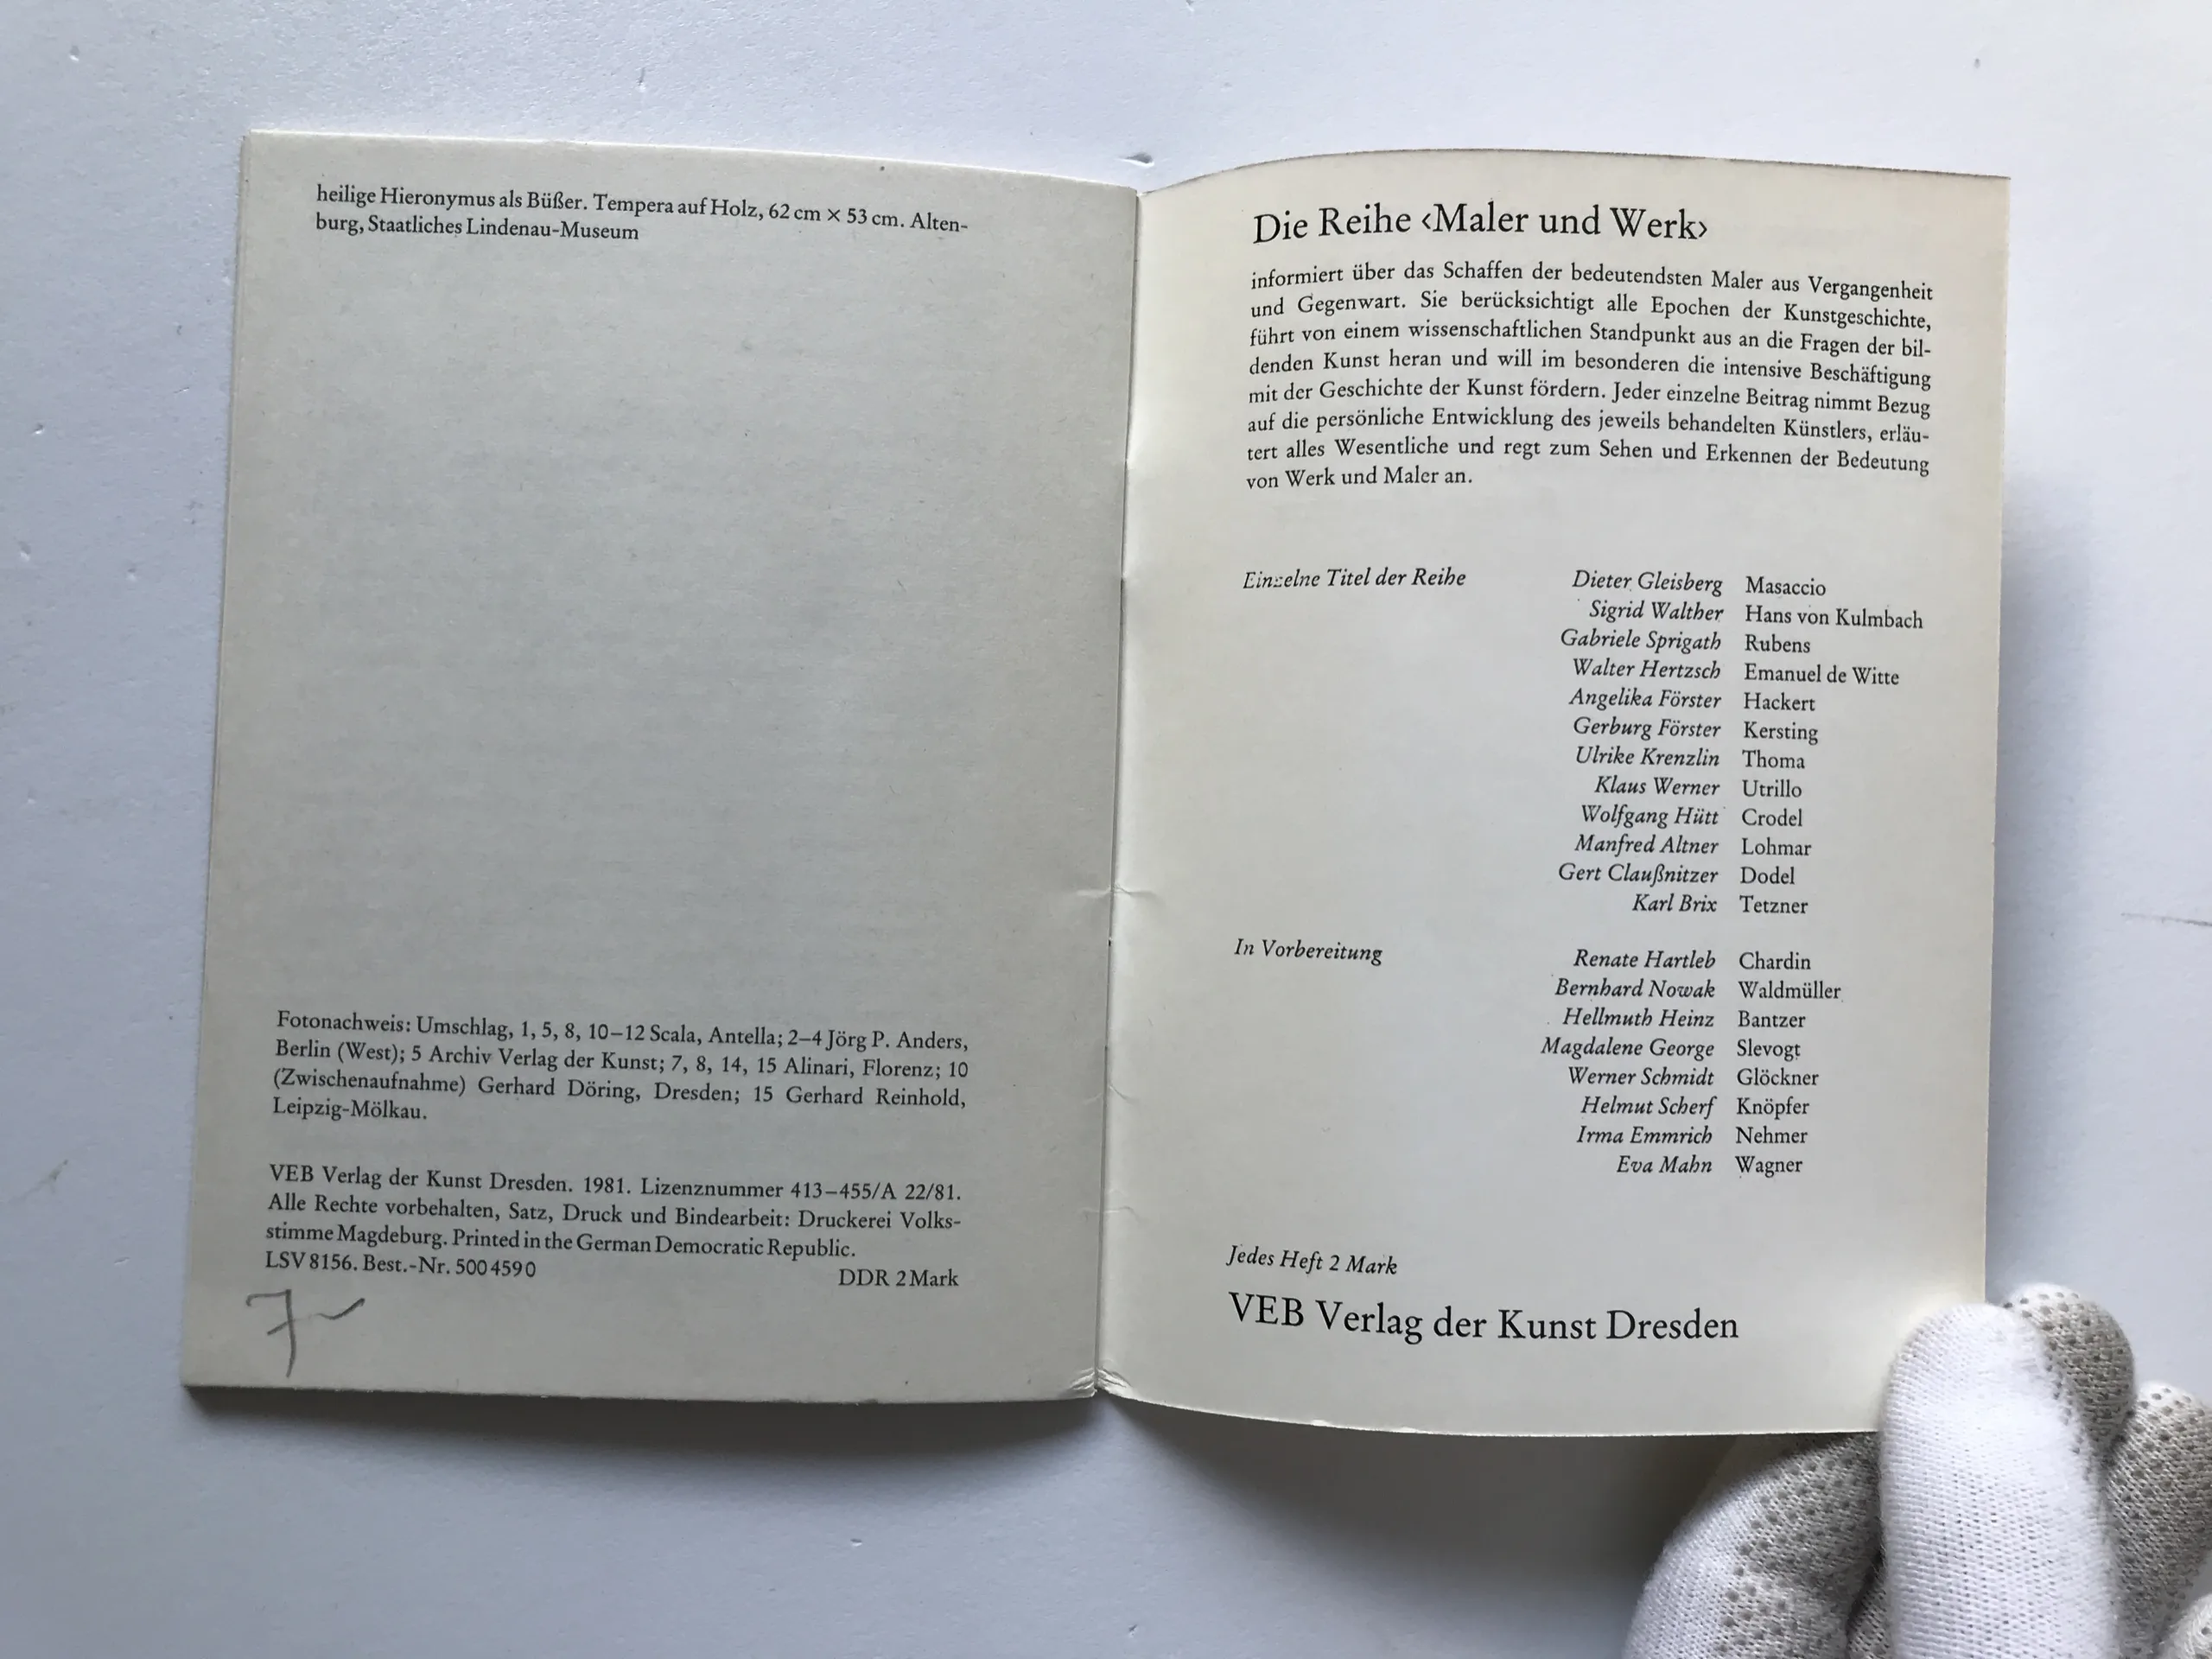 heilige Hieronymus als Büßer. Tempera auf Holz, 62 cm × 53 cm. Alten-
burg, Staatliches Lindenau-Museum
Fotonachweis: Umschlag, 1, 5, 8, 10–12 Scala, Antella; 2–4 Jörg P. Anders,
Berlin (West); 5 Archiv Verlag der Kunst; 7, 8, 14, 15 Alinari, Florenz; 10
(Zwischenaufnahme) Gerhard Döring, Dresden; 15 Gerhard Reinhold,
Leipzig-Mölkau.
VEB Verlag der Kunst Dresden. 1981. Lizenznummer 413–455/A 22/81.
Alle Rechte vorbehalten, Satz, Druck und Bindearbeit: Druckerei Volks-
stimme Magdeburg. Printed in the German Democratic Republic.
LSV 8156. Best.-Nr. 500 459 0 DDR 2 Mark
7~
Die Reihe ‹Maler und Werk›
informiert über das Schaffen der bedeutendsten Maler aus Vergangenheit
und Gegenwart. Sie berücksichtigt alle Epochen der Kunstgeschichte,
führt von einem wissenschaftlichen Standpunkt aus an die Fragen der bil-
denden Kunst heran und will im besonderen die intensive Beschäftigung
mit der Geschichte der Kunst fördern. Jeder einzelne Beitrag nimmt Bezug
auf die persönliche Entwicklung des jeweils behandelten Künstlers, erläu-
tert alles Wesentliche und regt zum Sehen und Erkennen der Bedeutung
von Werk und Maler an.
Einzelne Titel der Reihe Dieter Gleisberg Masaccio
Sigrid Walther Hans von Kulmbach
Gabriele Sprigath Rubens
Walter Hertzsch Emanuel de Witte
Angelika Förster Hackert
Gerburg Förster Kersting
Ulrike Krenzlin Thoma
Klaus Werner Utrillo
Wolfgang Hütt Crodel
Manfred Altner Lohmar
Gert Claußnitzer Dodel
Karl Brix Tetzner
In Vorbereitung Renate Hartleb Chardin
Bernhard Nowak Waldmüller
Hellmuth Heinz Bantzer
Magdalene George Slevogt
Werner Schmidt Glöckner
Helmut Scherf Knöpfer
Irma Emmrich Nehmer
Eva Mahn Wagner
Jedes Heft 2 Mark
VEB Verlag der Kunst Dresden